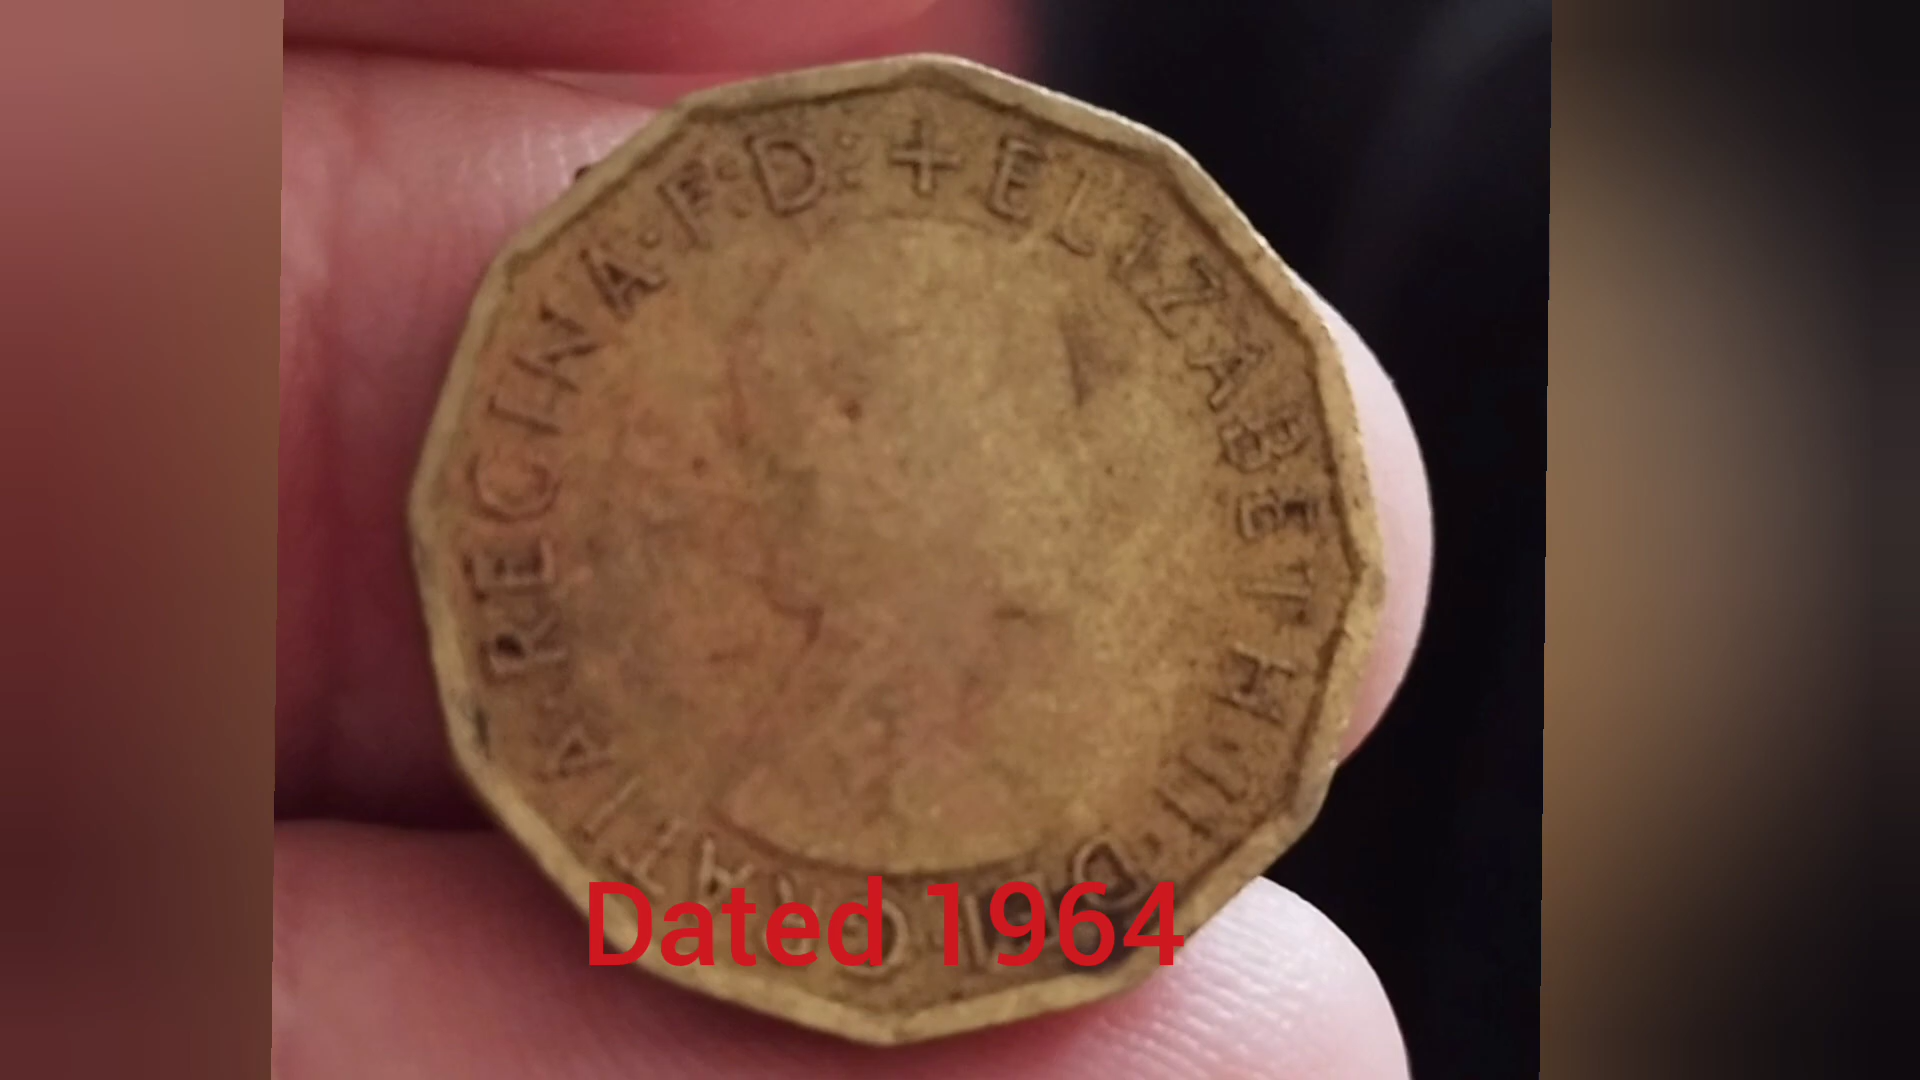 + ELIZABETH II · DEI · GRATIA · REGINA · F : D :
Dated 1964